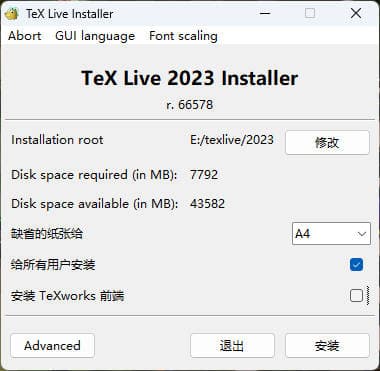 TeX Live Installer
Abort GUI language Font scaling
TeX Live 2023 Installer
r. 66578
Installation root E:/texlive/2023 修改
Disk space required (in MB): 7792
Disk space available (in MB): 43582
缺省的纸张给 A4
给所有用户安装
安装 TeXworks 前端
Advanced 退出 安装